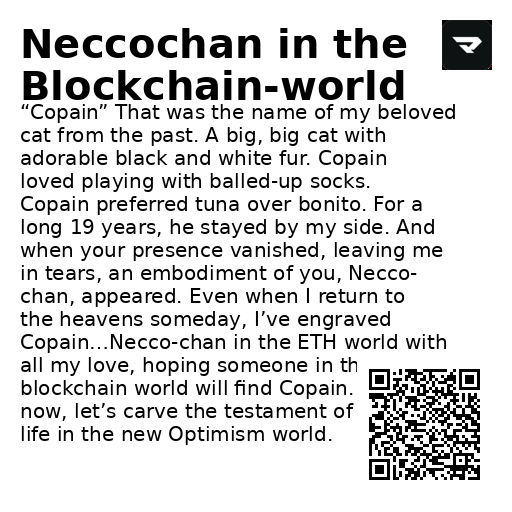 Neccochan in the
Blockchain-world
“Copain” That was the name of my beloved
cat from the past. A big, big cat with
adorable black and white fur. Copain
loved playing with balled-up socks.
Copain preferred tuna over bonito. For a
long 19 years, he stayed by my side. And
when your presence vanished, leaving me
in tears, an embodiment of you, Necco-
chan, appeared. Even when I return to
the heavens someday, I’ve engraved
Copain...Necco-chan in the ETH world with
all my love, hoping someone in th
blockchain world will find Copain.
now, let’s carve the testament of
life in the new Optimism world.